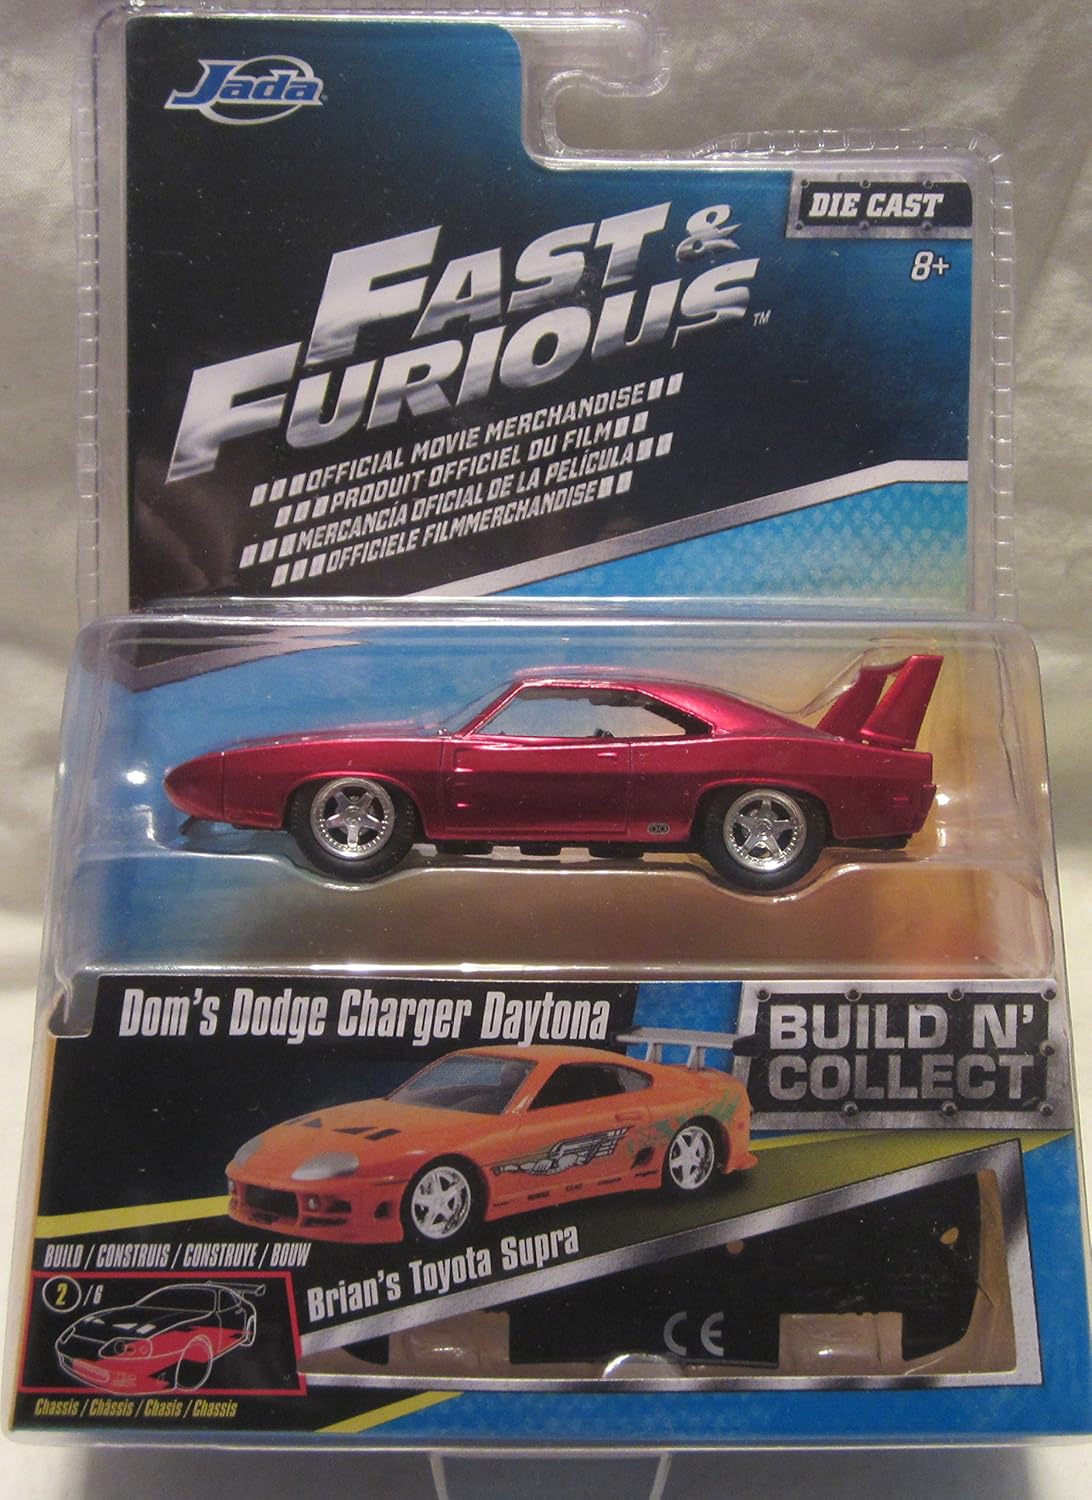 Jada
DIE CAST
8+
FAST &
FURIOUS™
OFFICIAL MOVIE MERCHANDISE
PRODUIT OFFICIEL DU FILM
MERCANCÍA OFICIAL DE LA PELÍCULA
OFFICIELE FILMMERCHANDISE
Dom's Dodge Charger Daytona
BUILD N'
COLLECT
BUILD / CONSTRUIS / CONSTRUYE / BOUW
2 /6
Brian's Toyota Supra
CE
Chassis / Châssis / Chasis / Chassis